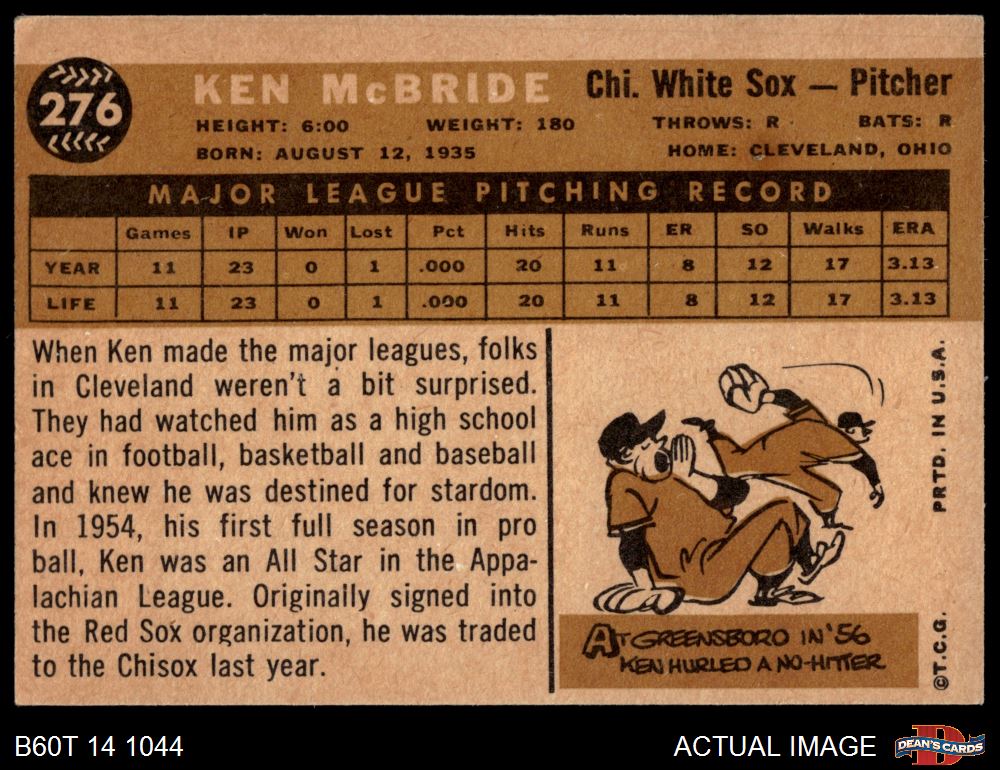 276
KEN McBRIDE Chi. White Sox — Pitcher
HEIGHT: 6:00 WEIGHT: 180 THROWS: R BATS: R
BORN: AUGUST 12, 1935 HOME: CLEVELAND, OHIO
MAJOR LEAGUE PITCHING RECORD
Games IP Won Lost Pct Hits Runs ER SO Walks ERA
YEAR 11 23 0 1 .000 20 11 8 12 17 3.13
LIFE 11 23 0 1 .000 20 11 8 12 17 3.13
When Ken made the major leagues, folks
in Cleveland weren't a bit surprised.
They had watched him as a high school
ace in football, basketball and baseball
and knew he was destined for stardom.
In 1954, his first full season in pro
ball, Ken was an All Star in the Appa-
lachian League. Originally signed into
the Red Sox organization, he was traded
to the Chisox last year.
AT GREENSBORO IN '56
KEN HURLED A NO-HITTER
PRTD. IN U.S.A.
©T.C.G.
B60T 14 1044
ACTUAL IMAGE
D
DEAN'S CARDS